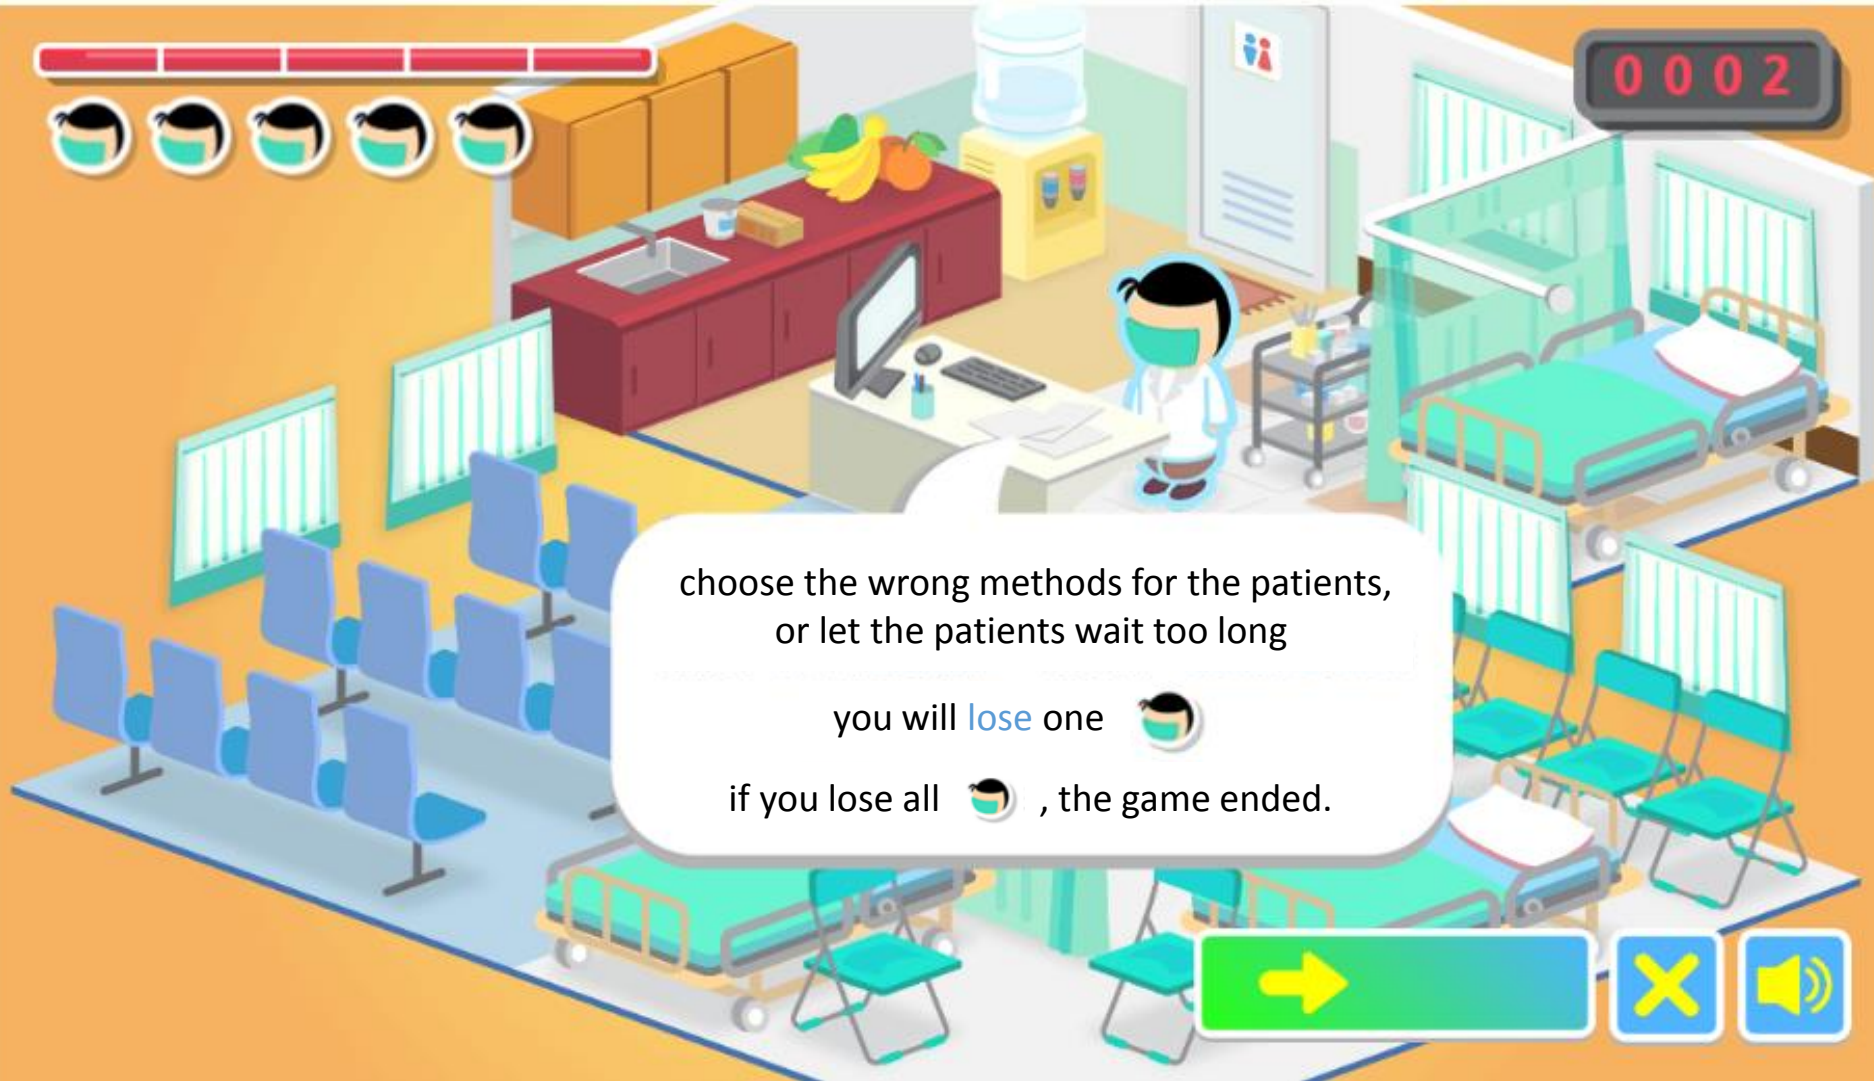 0002
choose the wrong methods for the patients,
or let the patients wait too long
you will lose one
if you lose all , the game ended.